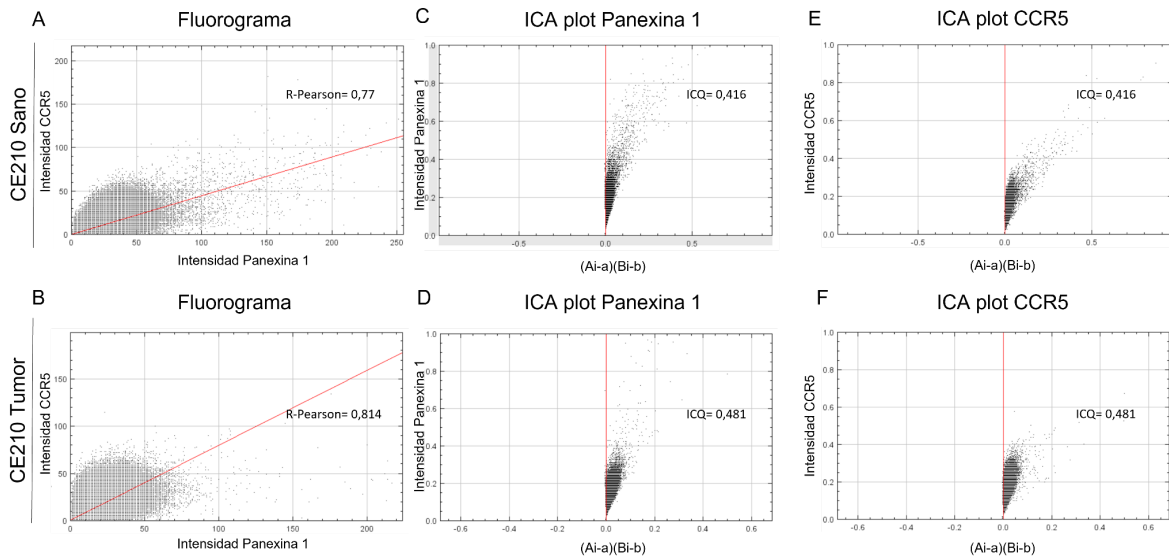 A
Fluorograma
CE210 Sano
Intensidad CCR5
200
150
100
50
0
R-Pearson= 0,77
0
50
100
150
200
250
Intensidad Panexina 1
C
ICA plot Panexina 1
Intensidad Panexina 1
1.0
0.8
0.6
0.4
0.2
0.0
ICQ= 0,416
-0.5
0.0
0.5
(Ai-a)(Bi-b)
E
ICA plot CCR5
Intensidad CCR5
1.0
0.8
0.6
0.4
0.2
0.0
ICQ= 0,416
-0.5
0.0
0.5
(Ai-a)(Bi-b)
B
Fluorograma
CE210 Tumor
Intensidad CCR5
150
100
50
0
R-Pearson= 0,814
0
50
100
150
200
Intensidad Panexina 1
D
ICA plot Panexina 1
Intensidad Panexina 1
1.0
0.8
0.6
0.4
0.2
0.0
ICQ= 0,481
-0.6
-0.4
-0.2
0.0
0.2
0.4
0.6
(Ai-a)(Bi-b)
F
ICA plot CCR5
Intensidad CCR5
1.0
0.8
0.6
0.4
0.2
0.0
ICQ= 0,481
-0.6
-0.4
-0.2
0.0
0.2
0.4
0.6
(Ai-a)(Bi-b)